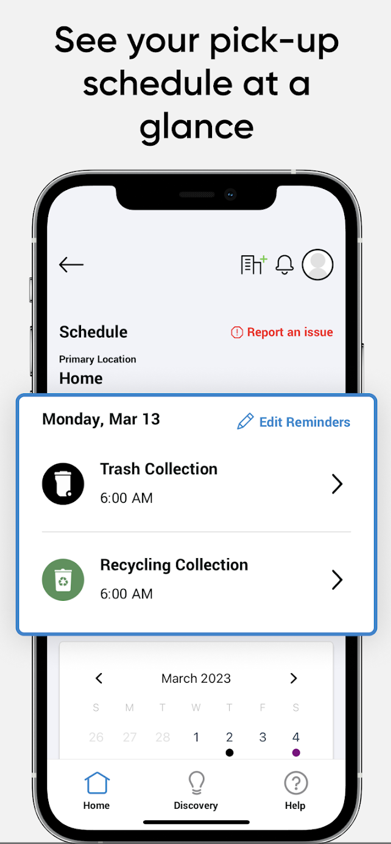 See your pick-up
schedule at a
glance
Schedule
Report an issue
Primary Location
Home
Monday, Mar 13
Edit Reminders
Trash Collection
6:00 AM
Recycling Collection
6:00 AM
March 2023
S M T W T F S
26 27 28 1 2 3 4
Home Discovery Help